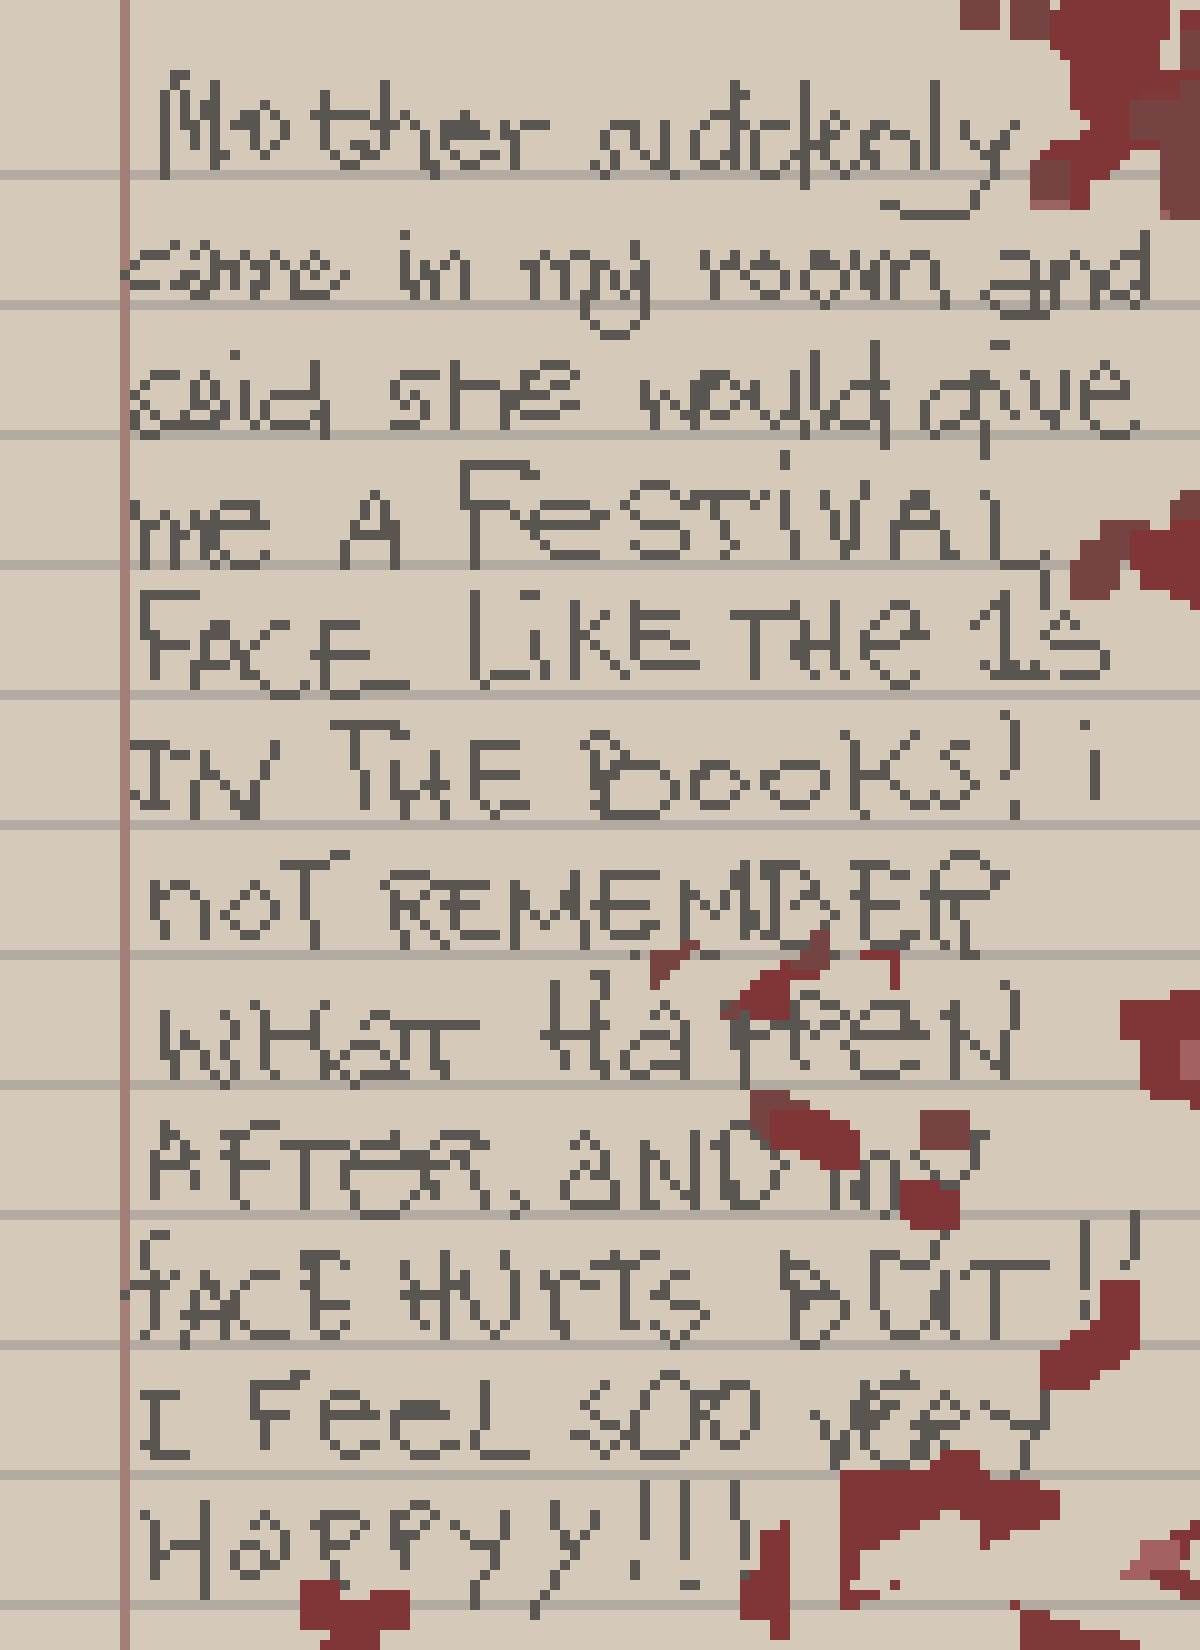 Mother suddenly
came in my room and
said she would give
me A FeSTiVAL
FACE LiKE THe 1's
IN THE BooKs! i
noT REMEMBER
WHaT HaPPeN
AFTER, aND my
fACE HUrTs BUT!!
I FeeL sOO very
HaPPyy!!!